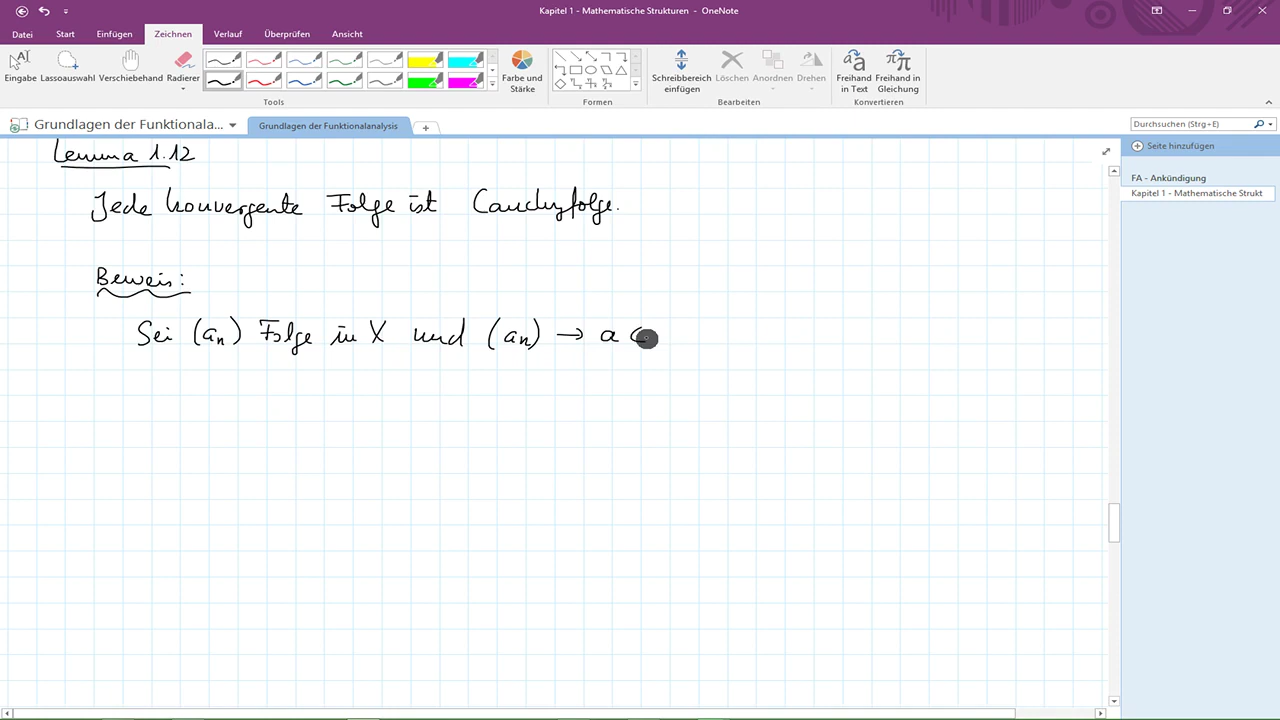 Kapitel 1 - Mathematische Strukturen - OneNote
Datei Start Einfügen Zeichnen Verlauf Überprüfen Ansicht
Eingabe Lassoauswahl Verschiebehand Radierer Farbe und Stärke Schreibbereich einfügen Löschen Anordnen Drehen Freihand in Text Freihand in Gleichung
Tools Formen Bearbeiten Konvertieren
Grundlagen der Funktionala... Grundlagen der Funktionalanalysis Durchsuchen (Strg+E)
Seite hinzufügen
FA - Ankündigung
Kapitel 1 - Mathematische Strukt
Lemma 1.12
Jede konvergente Folge ist Cauchyfolge.
Beweis:
Sei (aₙ) Folge in X und (aₙ) → a